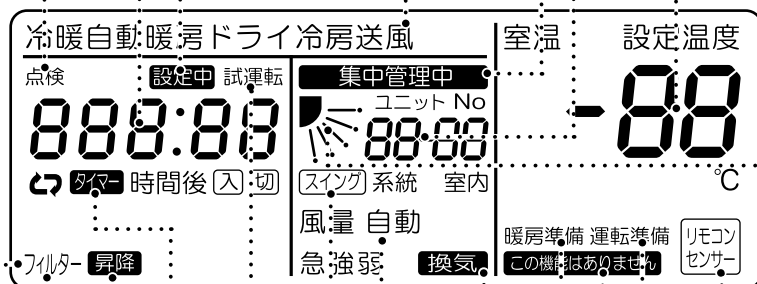 冷暖自動暖房ドライ冷房送風 室温 設定温度
点検 設定中 試運転 集中管理中
ユニット No
888:88 88-88 -88
タイマー 時間後 入 切 スイング 系統 室内 ℃
風量 自動
暖房準備 運転準備 リモコンセンサー
フィルター 昇降 急強弱 換気 この機能はありません